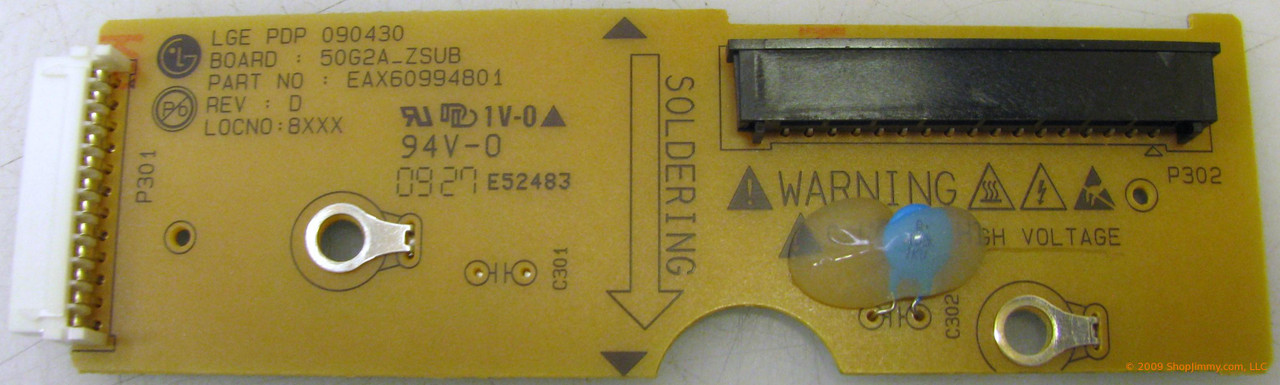 LGE PDP 090430
BOARD : 50G2A_ZSUB
PART NO : EAX60994801
REV : D
LOCNO:8XXX
1V-0
94V-0
0927 E52483
P301
C301
SOLDERING
WARNING
P302
HIGH VOLTAGE
C302
© 2009 ShopJimmy.com, LLC